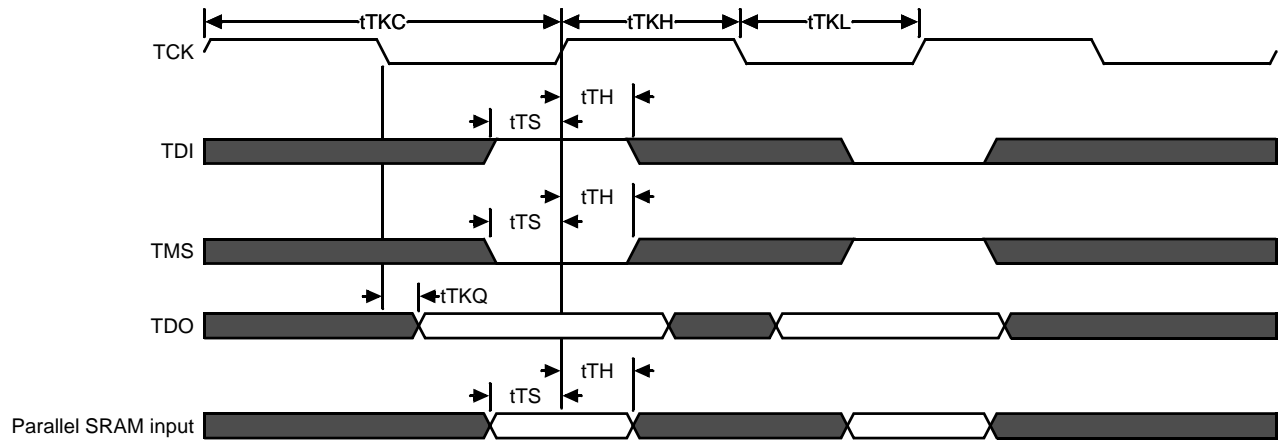 tTKC
tTKH
tTKL
TCK
tTH
tTS
TDI
tTH
tTS
TMS
tTKQ
TDO
tTH
tTS
Parallel SRAM input